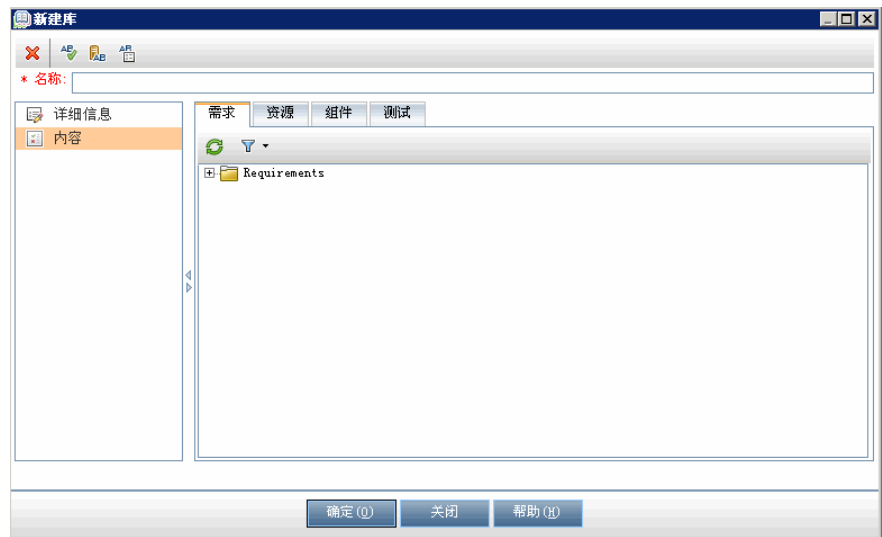 新建库
* 名称:
详细信息
内容
需求 资源 组件 测试
Requirements
确定(O) 关闭 帮助(H)